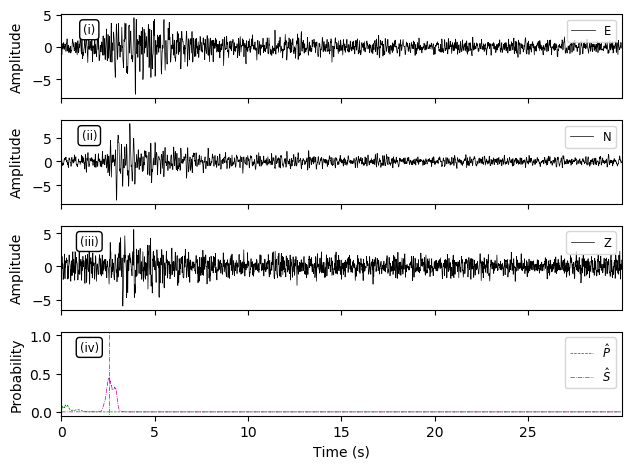 5
0
−5
Amplitude
(i)
E
5
0
−5
Amplitude
(ii)
N
5
0
−5
Amplitude
(iii)
Z
1.0
0.5
0.0
Probability
(iv)
P̂
Ŝ
0 5 10 15 20 25
Time (s)